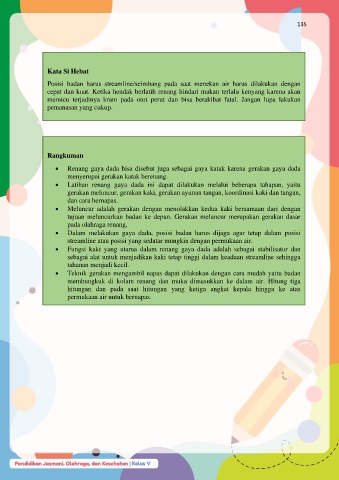 135
Kata Si Hebat
Posisi badan harus streamline/seimbang pada saat menekan air harus dilakukan dengan
cepat dan kuat. Ketika hendak berlatih renang hindari makan terlalu kenyang karena akan
memicu terjadinya kram pada otot perut dan bisa berakibat fatal. Jangan lupa lakukan
pemanasan yang cukup.
Rangkuman
• Renang gaya dada bisa disebut juga sebagai gaya katak karena gerakan gaya dada
menyerupai gerakan katak berenang.
• Latihan renang gaya dada ini dapat dilakukan melalui beberapa tahapan, yaitu
gerakan meluncur, gerakan kaki, gerakan ayunan tangan, koordinasi kaki dan tangan,
dan cara bernapas.
• Meluncur adalah gerakan dengan menolakkan kedua kaki bersamaan dari dengan
tujuan meluncurkan badan ke depan. Gerakan meluncur merupakan gerakan dasar
pada olahraga renang,
• Dalam melakukan gaya dada, posisi badan harus dijaga agar tetap dalam posisi
streamline atau posisi yang sedatar mungkin dengan permukaan air.
• Fungsi kaki yang utama dalam renang gaya dada adalah sebagai stabilisator dan
sebagai alat untuk menjadikan kaki tetap tinggi dalam keadaan streamline sehingga
tahanan menjadi kecil.
• Teknik gerakan mengambil napas dapat dilakukan dengan cara mudah yaitu badan
membungkuk di kolam renang dan muka dimasukkan ke dalam air. Hitung tiga
hitungan dan pada saat hitungan yang ketiga angkat kepala hingga ke atas
permukaan air untuk bernapas.
Pendidikan Jasmani, Olahraga, dan Kesehatan | Kelas V